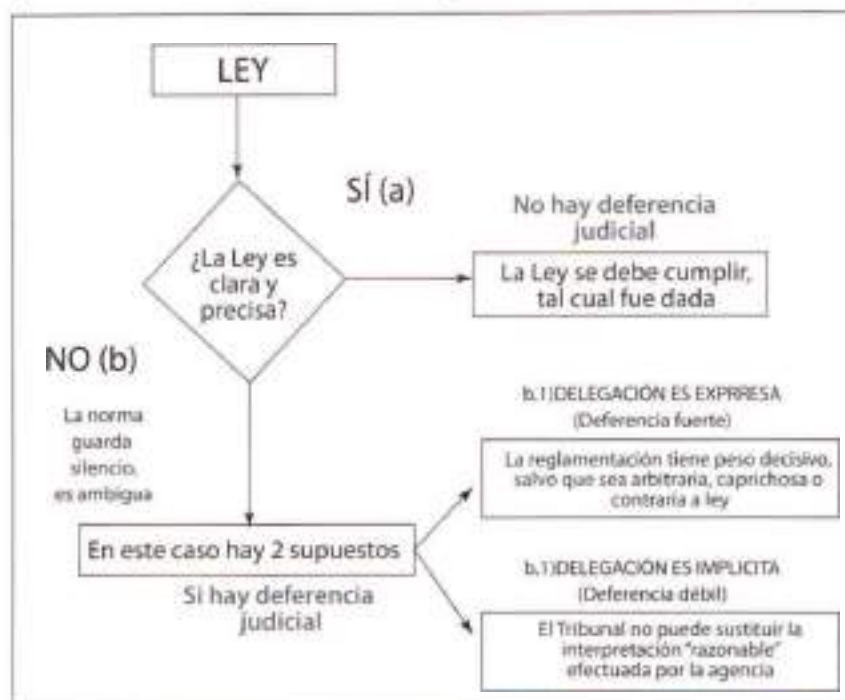 LEY
SÍ (a)
¿La Ley es
clara y
precisa?
No hay deferencia
judicial
La Ley se debe cumplir,
tal cual fue dada
NO (b)
La norma
guarda
silencio,
es ambigua
b.1)DELEGACIÓN ES EXPRRESA
(Deferencia fuerte)
La reglamentación tiene peso decisivo,
salvo que sea arbitraria, caprichosa o
contraria a ley
En este caso hay 2 supuestos
Si hay deferencia
judicial
b.1)DELEGACIÓN ES IMPLICITA
(Deferencia débil)
El Tribunal no puede sustituir la
interpretación "razonable"
efectuada por la agencia